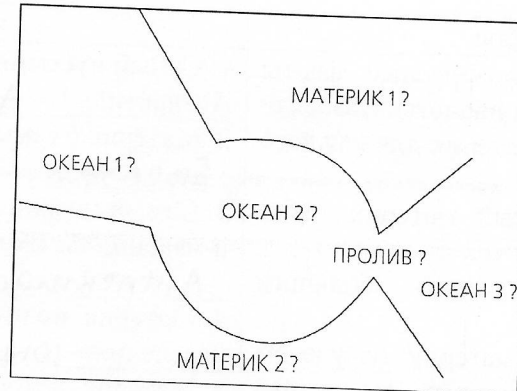 МАТЕРИК 1?
ОКЕАН 1?
ОКЕАН 2?
ПРОЛИВ?
ОКЕАН 3?
МАТЕРИК 2?